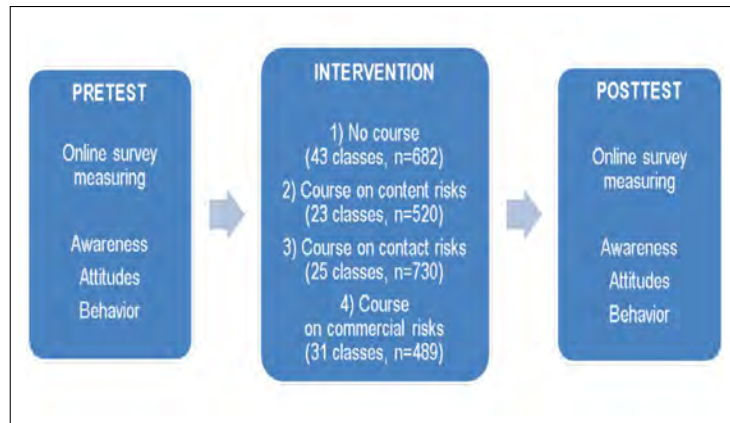 PRETEST
Online survey
measuring
Awareness
Attitudes
Behavior
INTERVENTION
1) No course
(43 classes, n=682)
2) Course on content risks
(23 classes, n=520)
3) Course on contact risks
(25 classes, n=730)
4) Course
on commercial risks
(31 classes, n=489)
POSTTEST
Online survey
measuring
Awareness
Attitudes
Behavior